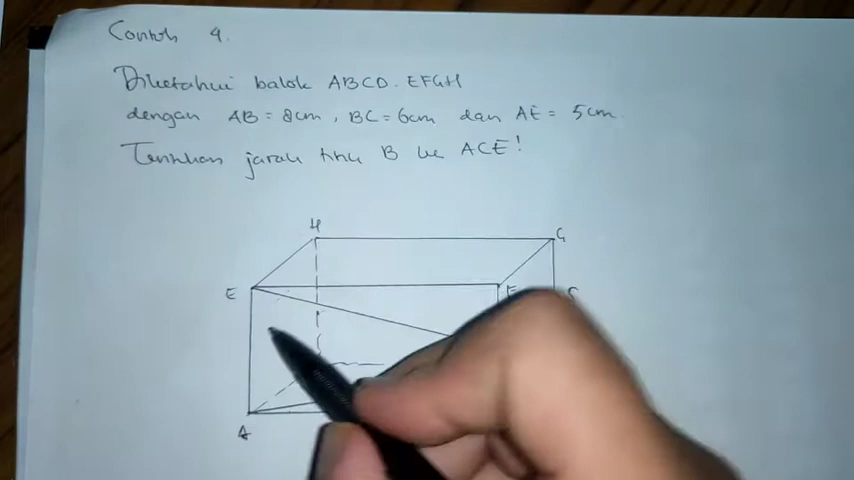 Contoh 4.
Diketahui balok ABCD.EFGH
dengan AB = 8cm, BC = 6cm dan AE = 5cm
Tentukan jarak titik B ke ACE!
H
G
E
F
A